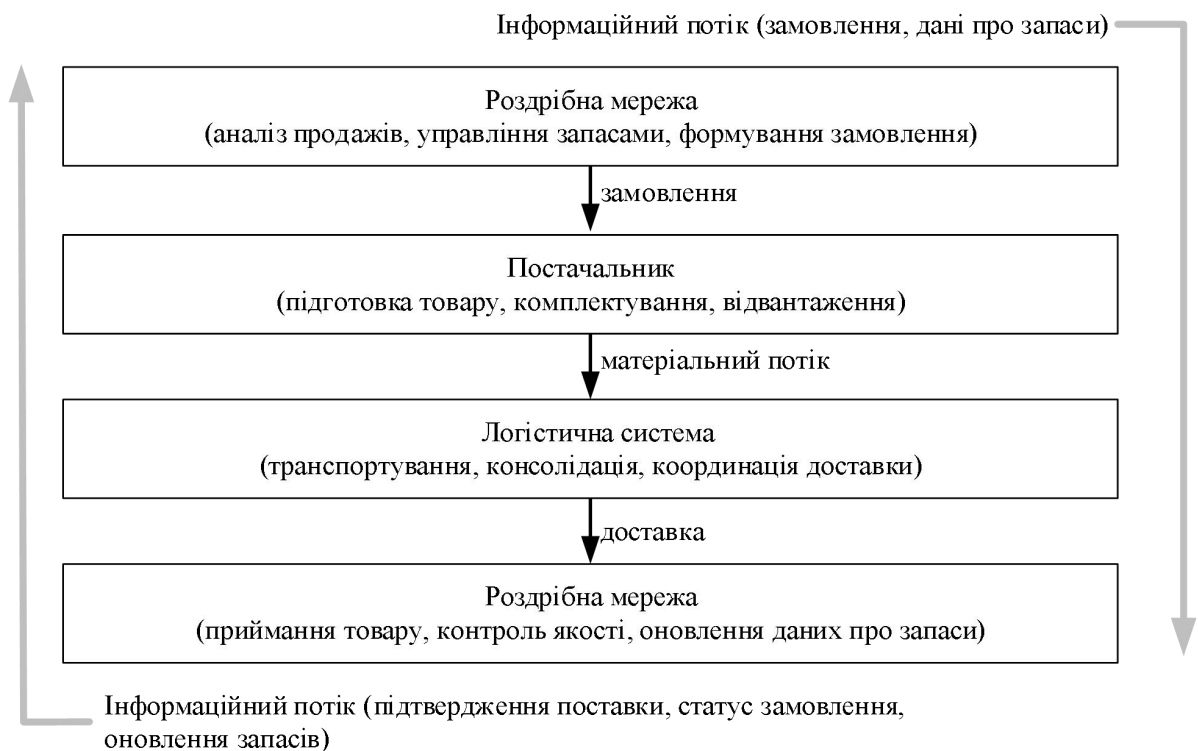 Інформаційний потік (замовлення, дані про запаси)
Роздрібна мережа
(аналіз продажів, управління запасами, формування замовлення)
замовлення
Постачальник
(підготовка товару, комплектування, відвантаження)
матеріальний потік
Логістична система
(транспортування, консолідація, координація доставки)
доставка
Роздрібна мережа
(приймання товару, контроль якості, оновлення даних про запаси)
Інформаційний потік (підтвердження поставки, статус замовлення,
оновлення запасів)